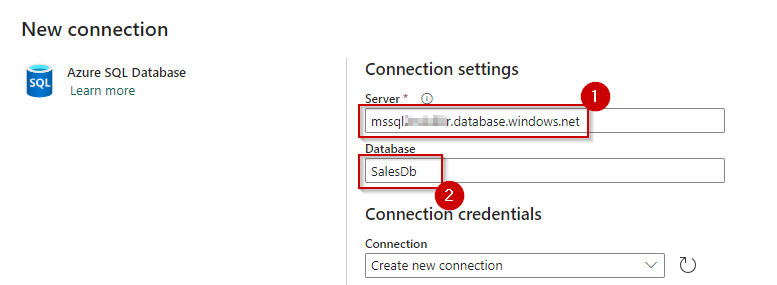 New connection
SQL
Azure SQL Database
Learn more
Connection settings
Server *
1
mssql r.database.windows.net
Database
SalesDb
2
Connection credentials
Connection
Create new connection